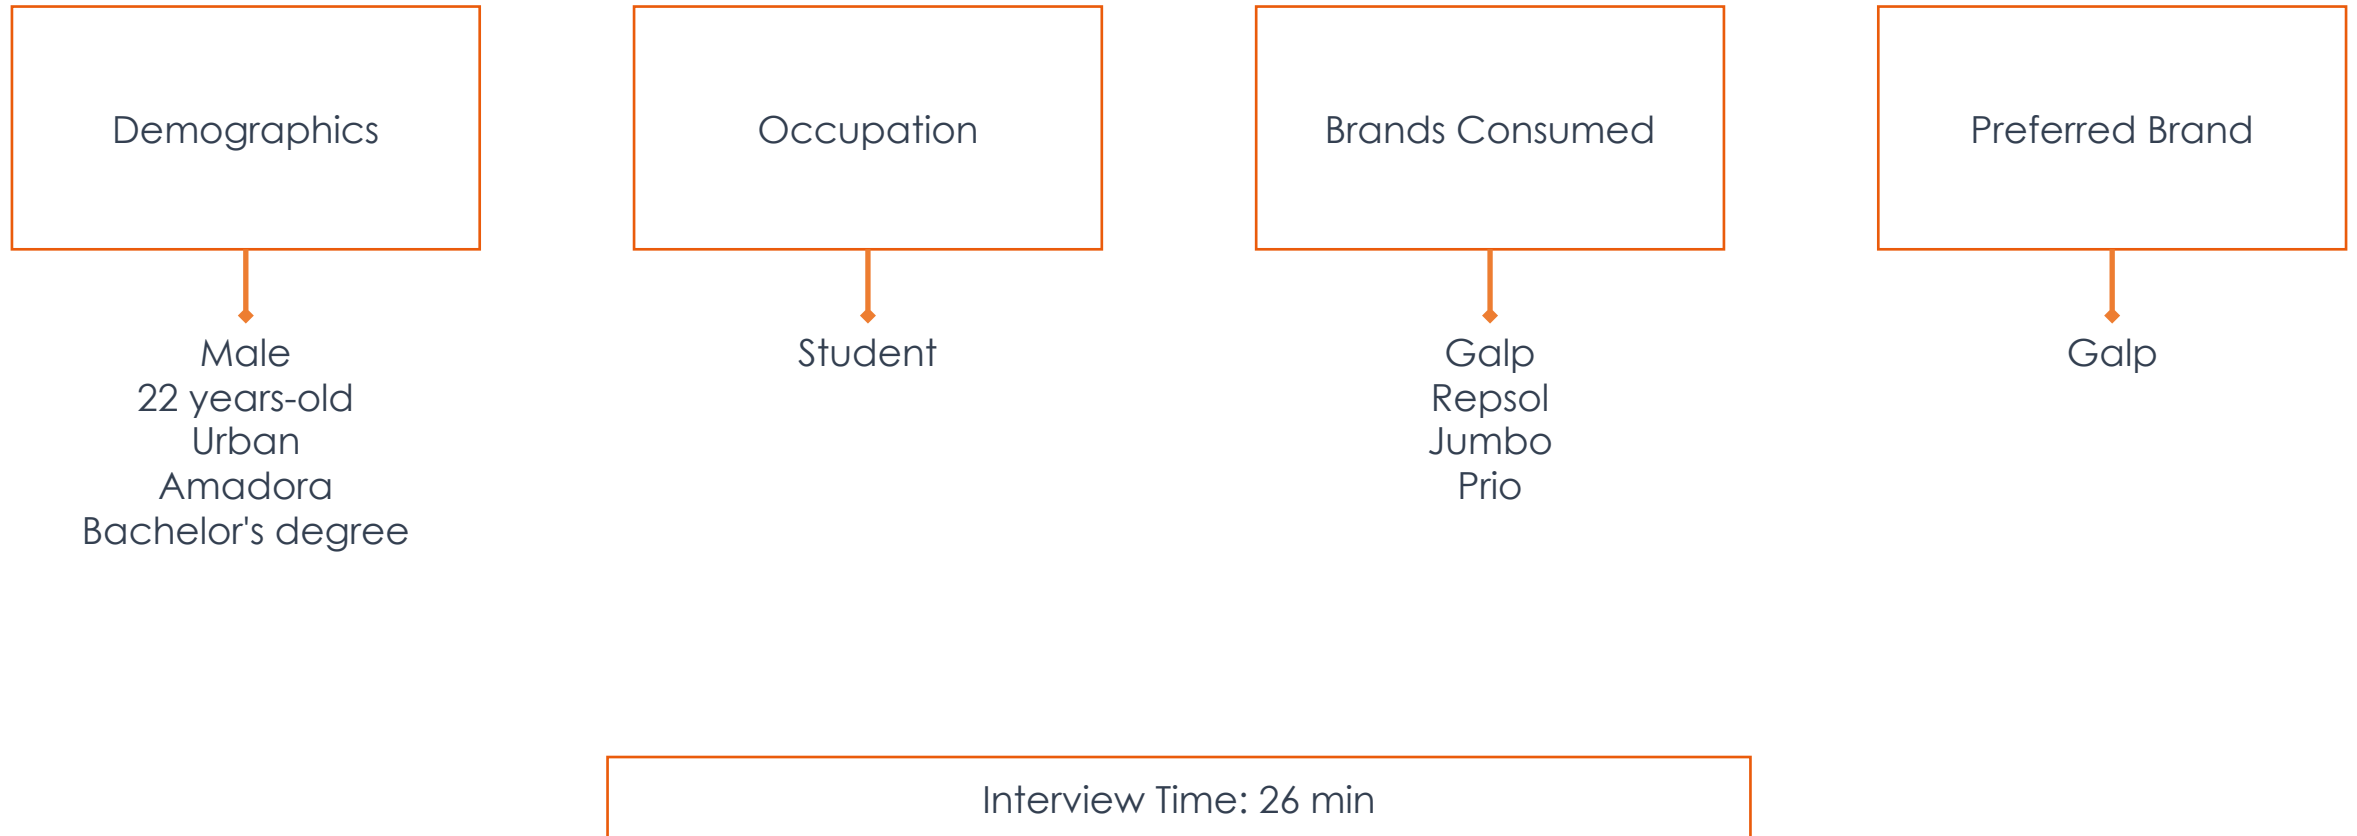 Demographics
Male
22 years-old
Urban
Amadora
Bachelor's degree
Occupation
Student
Brands Consumed
Galp
Repsol
Jumbo
Prio
Preferred Brand
Galp
Interview Time: 26 min